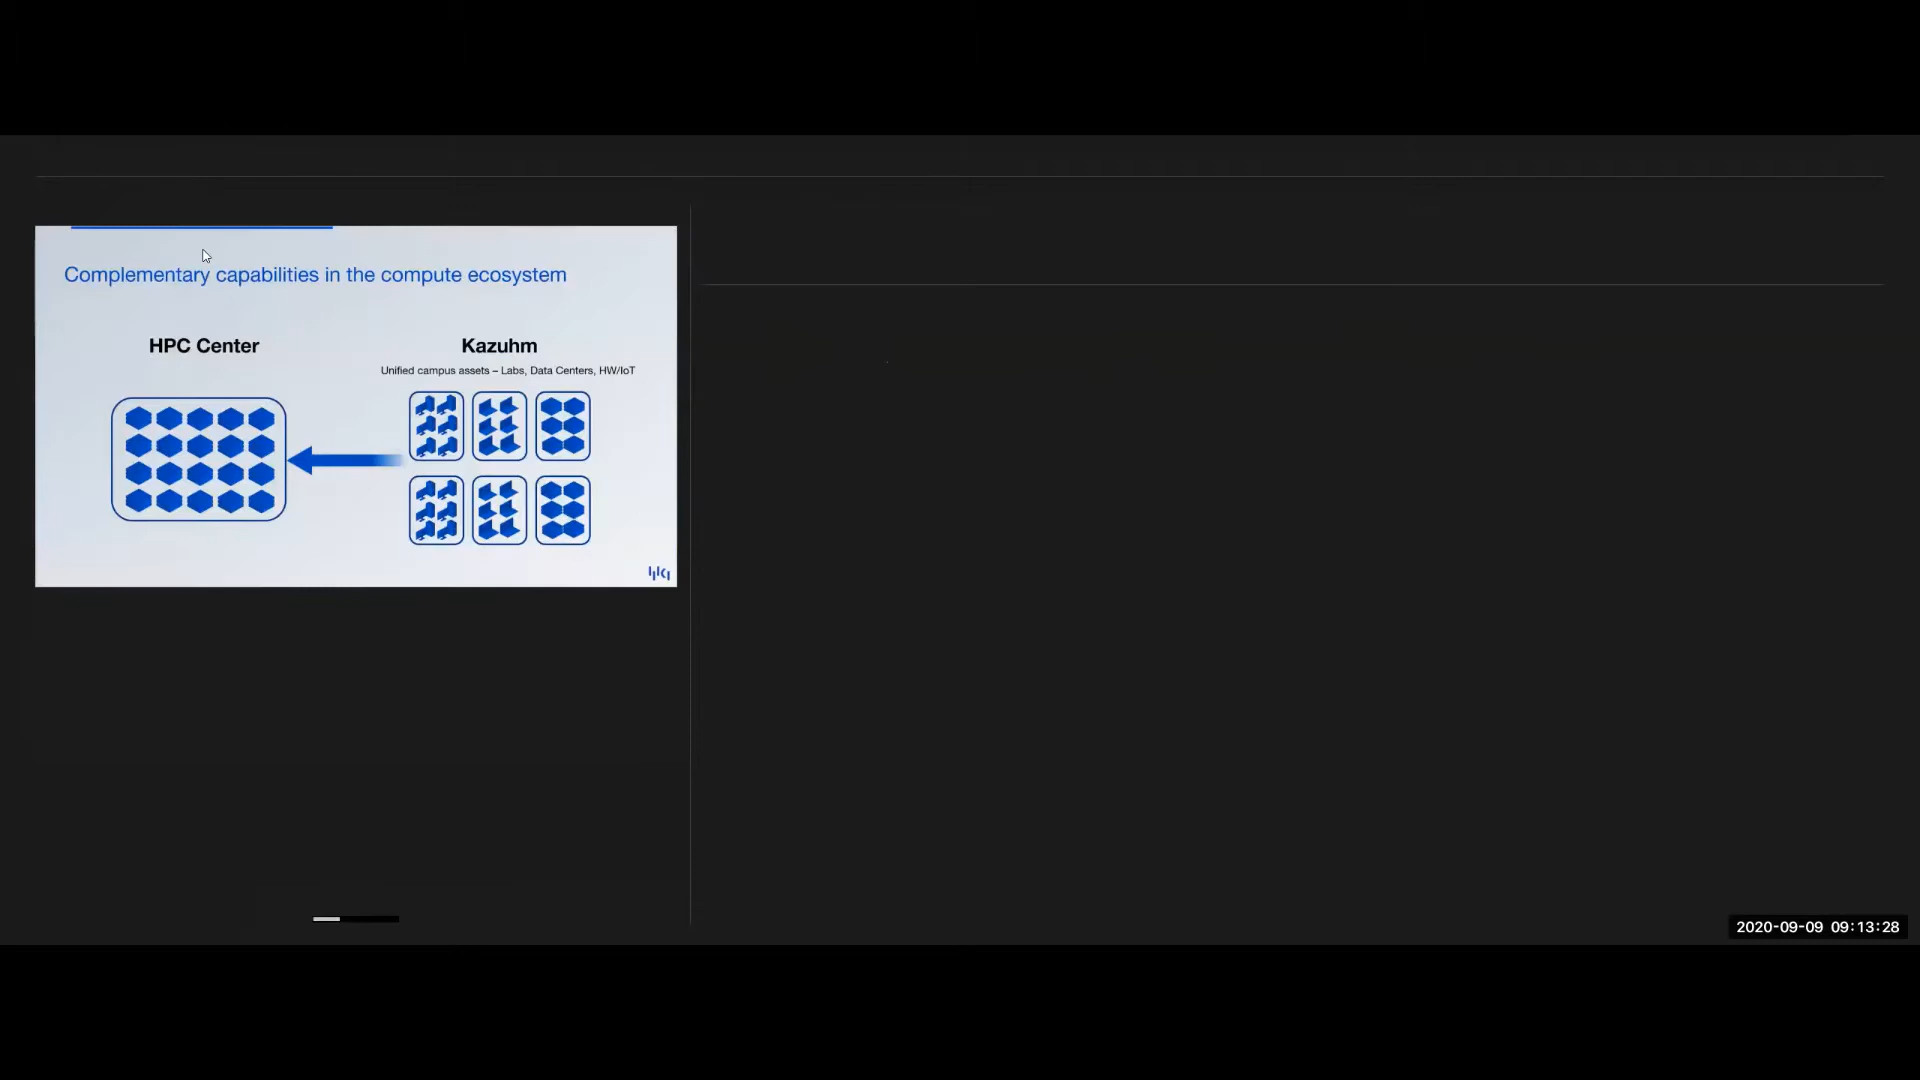 Complementary capabilities in the compute ecosystem
HPC Center
Kazuhm
Unified campus assets – Labs, Data Centers, HW/IoT
2020-09-09 09:13:28